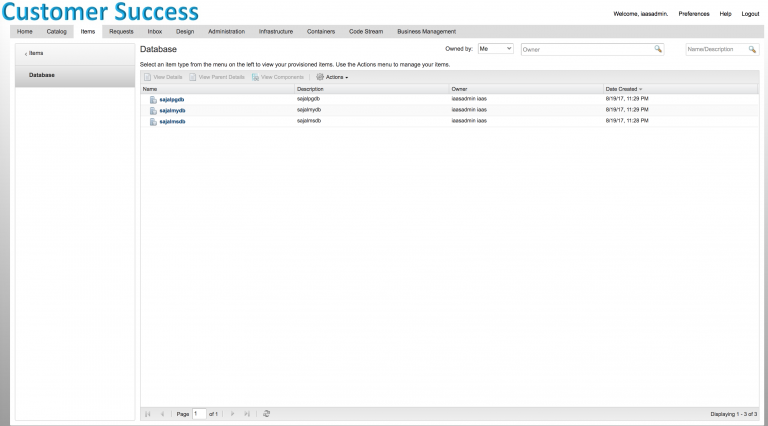 Customer Success
Welcome, iaasadmin. Preferences Help Logout
Home Catalog Items Requests Inbox Design Administration Infrastructure Containers Code Stream Business Management
‹ Items
Database
Database
Owned by: Me Owner Name/Description
Select an item type from the menu on the left to view your provisioned items. Use the Actions menu to manage your items.
View Details View Parent Details View Components Actions
Name Description Owner Date Created
sajalpgdb sajalpgdb iaasadmin iaas 8/19/17, 11:29 PM
sajalmydb sajalmydb iaasadmin iaas 8/19/17, 11:29 PM
sajalmsdb sajalmsdb iaasadmin iaas 8/19/17, 11:28 PM
Page 1 of 1 Displaying 1 - 3 of 3